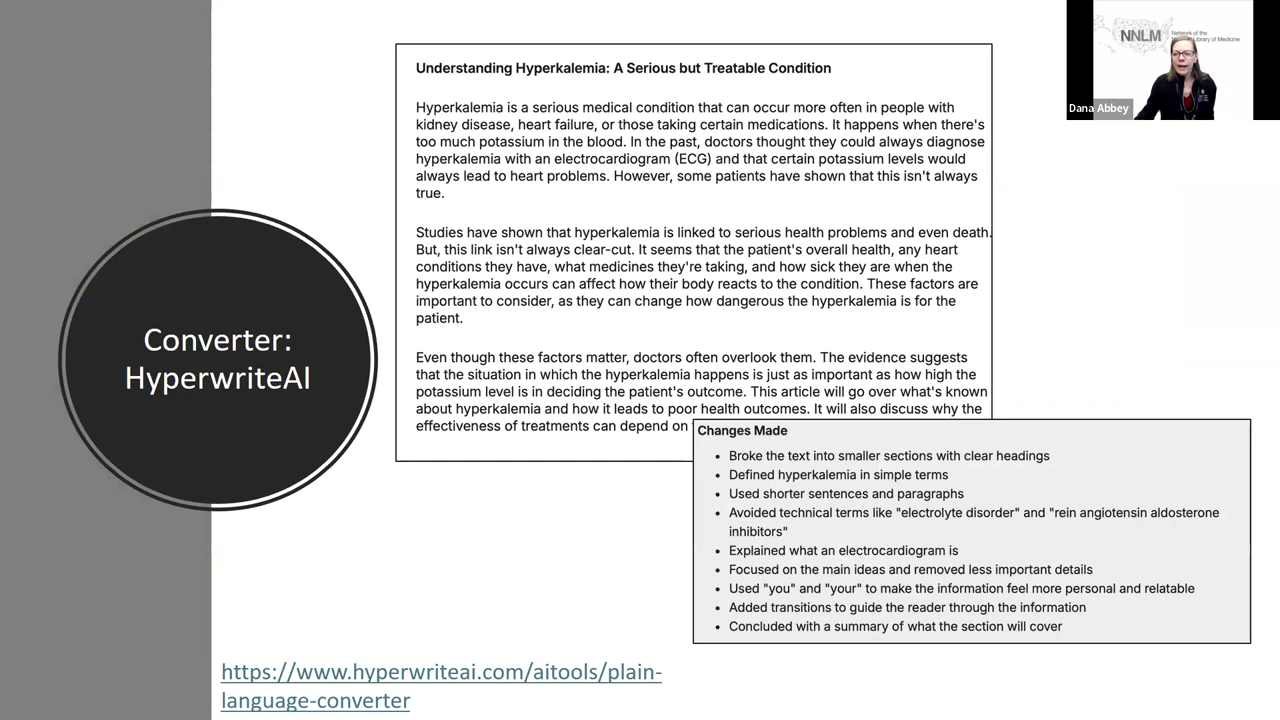 NNLM
Network of the
Library of Medicine
Dana Abbey
Understanding Hyperkalemia: A Serious but Treatable Condition
Hyperkalemia is a serious medical condition that can occur more often in people with
kidney disease, heart failure, or those taking certain medications. It happens when there's
too much potassium in the blood. In the past, doctors thought they could always diagnose
hyperkalemia with an electrocardiogram (ECG) and that certain potassium levels would
always lead to heart problems. However, some patients have shown that this isn't always
true.
Studies have shown that hyperkalemia is linked to serious health problems and even death.
But, this link isn't always clear-cut. It seems that the patient's overall health, any heart
conditions they have, what medicines they're taking, and how sick they are when the
hyperkalemia occurs can affect how their body reacts to the condition. These factors are
important to consider, as they can change how dangerous the hyperkalemia is for the
patient.
Even though these factors matter, doctors often overlook them. The evidence suggests
that the situation in which the hyperkalemia happens is just as important as how high the
potassium level is in deciding the patient's outcome. This article will go over what's known
about hyperkalemia and how it leads to poor health outcomes. It will also discuss why the
effectiveness of treatments can depend on
Converter:
HyperwriteAI
Changes Made
• Broke the text into smaller sections with clear headings
• Defined hyperkalemia in simple terms
• Used shorter sentences and paragraphs
• Avoided technical terms like "electrolyte disorder" and "rein angiotensin aldosterone
inhibitors"
• Explained what an electrocardiogram is
• Focused on the main ideas and removed less important details
• Used "you" and "your" to make the information feel more personal and relatable
• Added transitions to guide the reader through the information
• Concluded with a summary of what the section will cover
https://www.hyperwriteai.com/aitools/plain-
language-converter